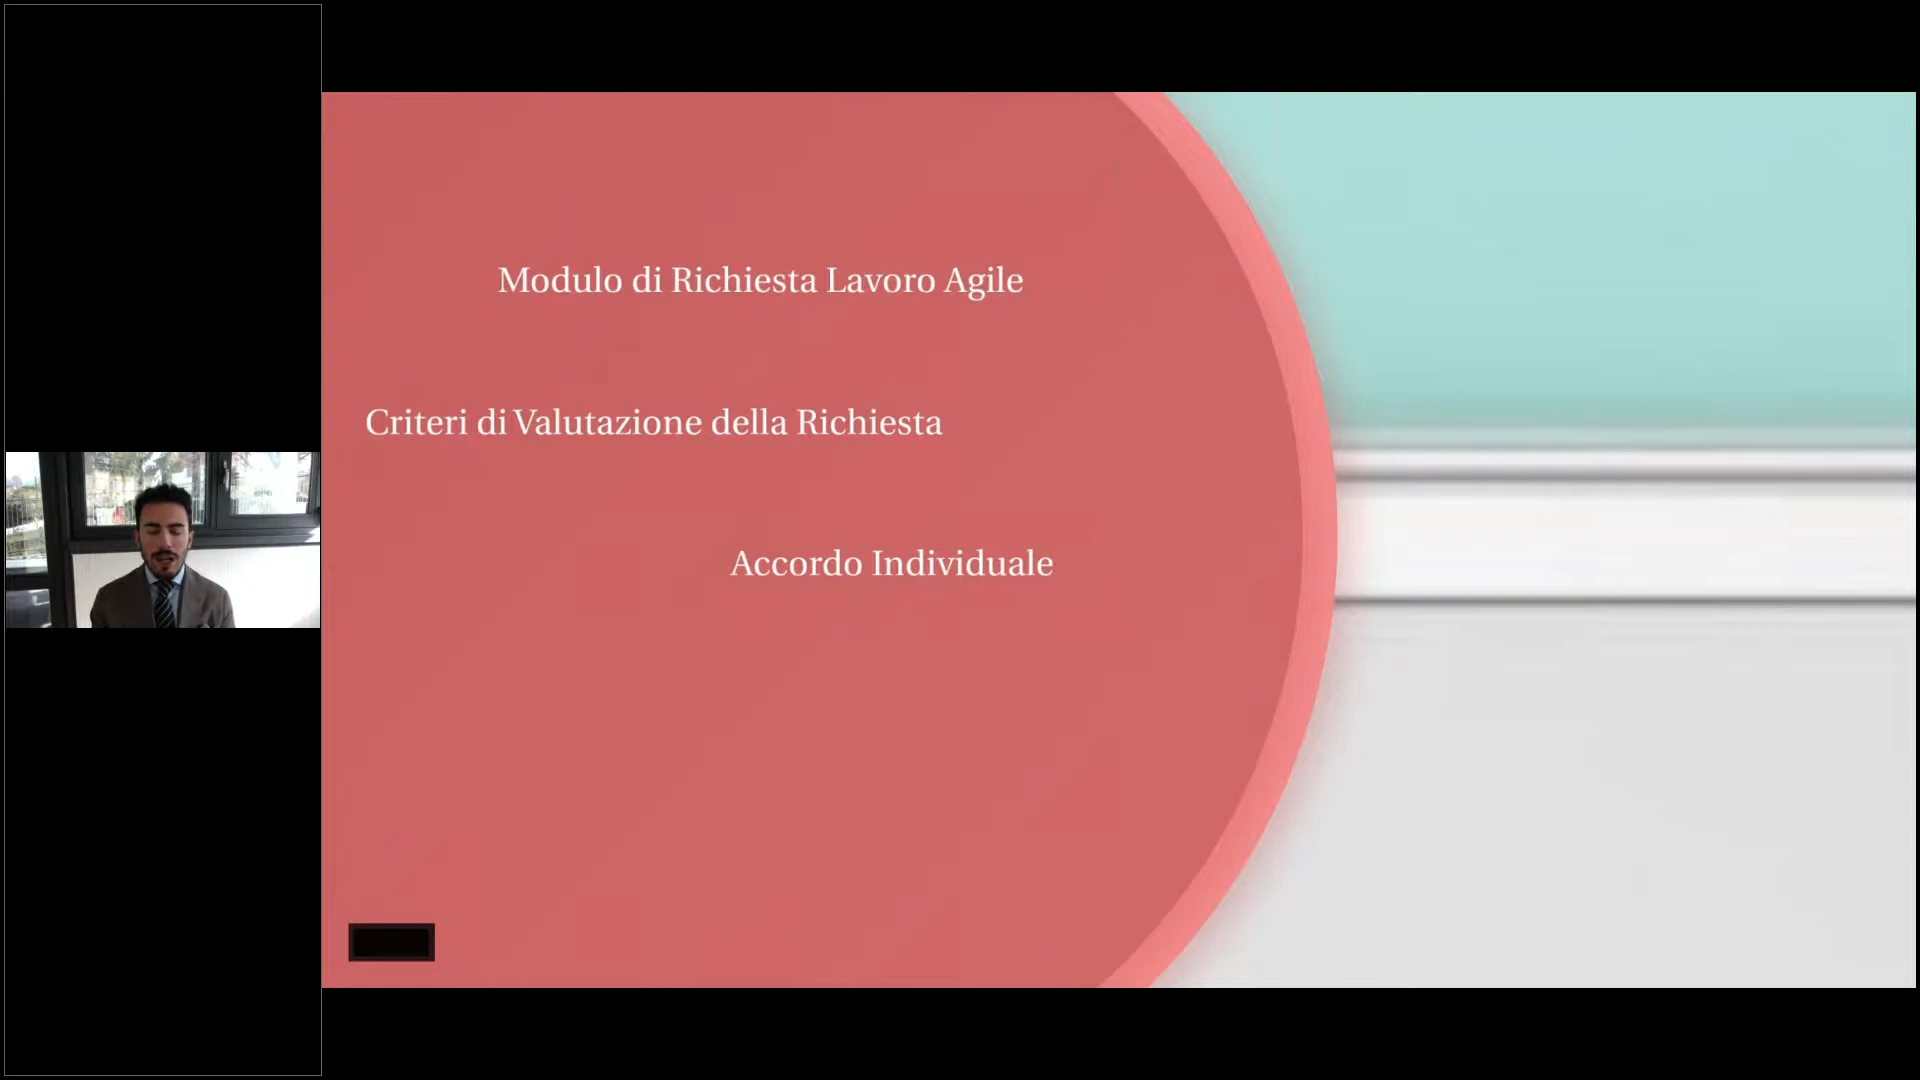 Modulo di Richiesta Lavoro Agile
Criteri di Valutazione della Richiesta
Accordo Individuale